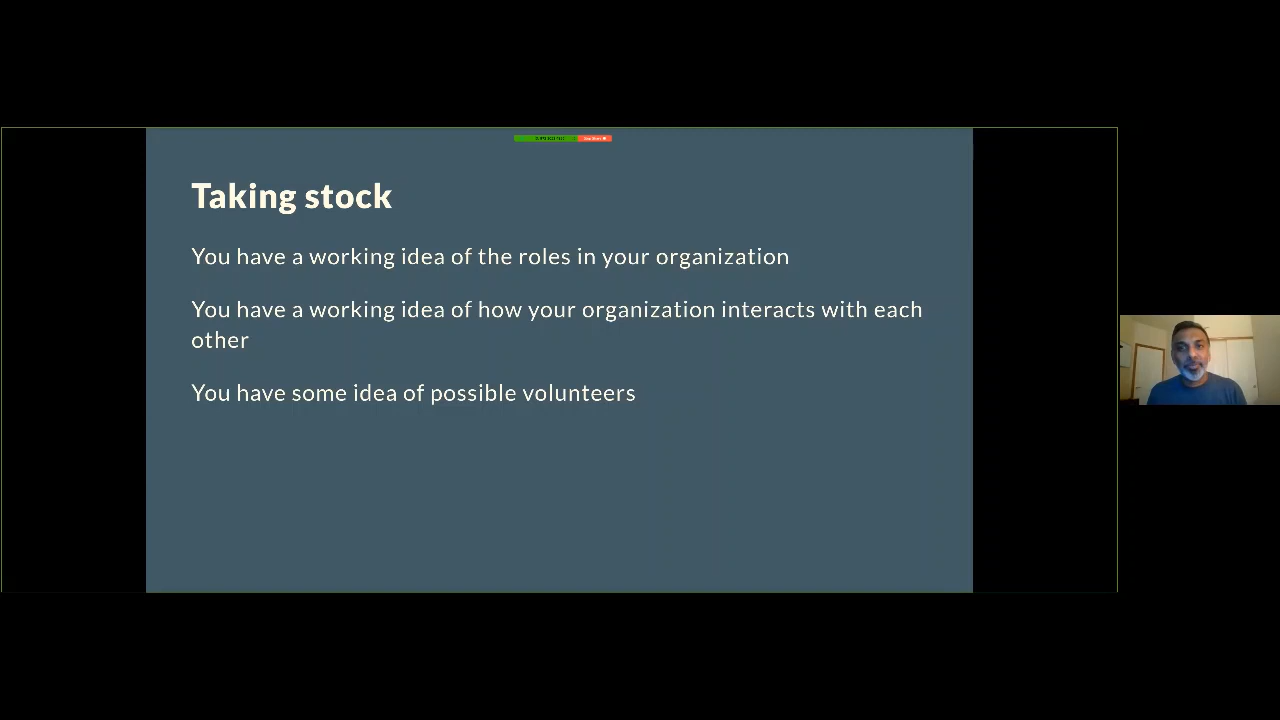 Taking stock
You have a working idea of the roles in your organization
You have a working idea of how your organization interacts with each
other
You have some idea of possible volunteers